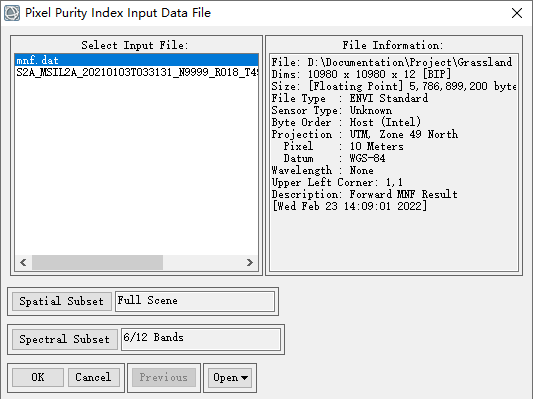 Pixel Purity Index Input Data File
Select Input File:
mnf.dat
S2A_MSIL2A_20210103T033131_N9999_R018_T49
File Information:
File: D:\Documentation\Project\Grassland
Dims: 10980 x 10980 x 12 [BIP]
Size: [Floating Point] 5,786,899,200 byte
File Type  : ENVI Standard
Sensor Type: Unknown
Byte Order : Host (Intel)
Projection : UTM, Zone 49 North
Pixel    : 10 Meters
Datum    : WGS-84
Wavelength : None
Upper Left Corner: 1,1
Description: Forward MNF Result
[Wed Feb 23 14:09:01 2022]
Spatial Subset Full Scene
Spectral Subset 6/12 Bands
OK Cancel Previous Open